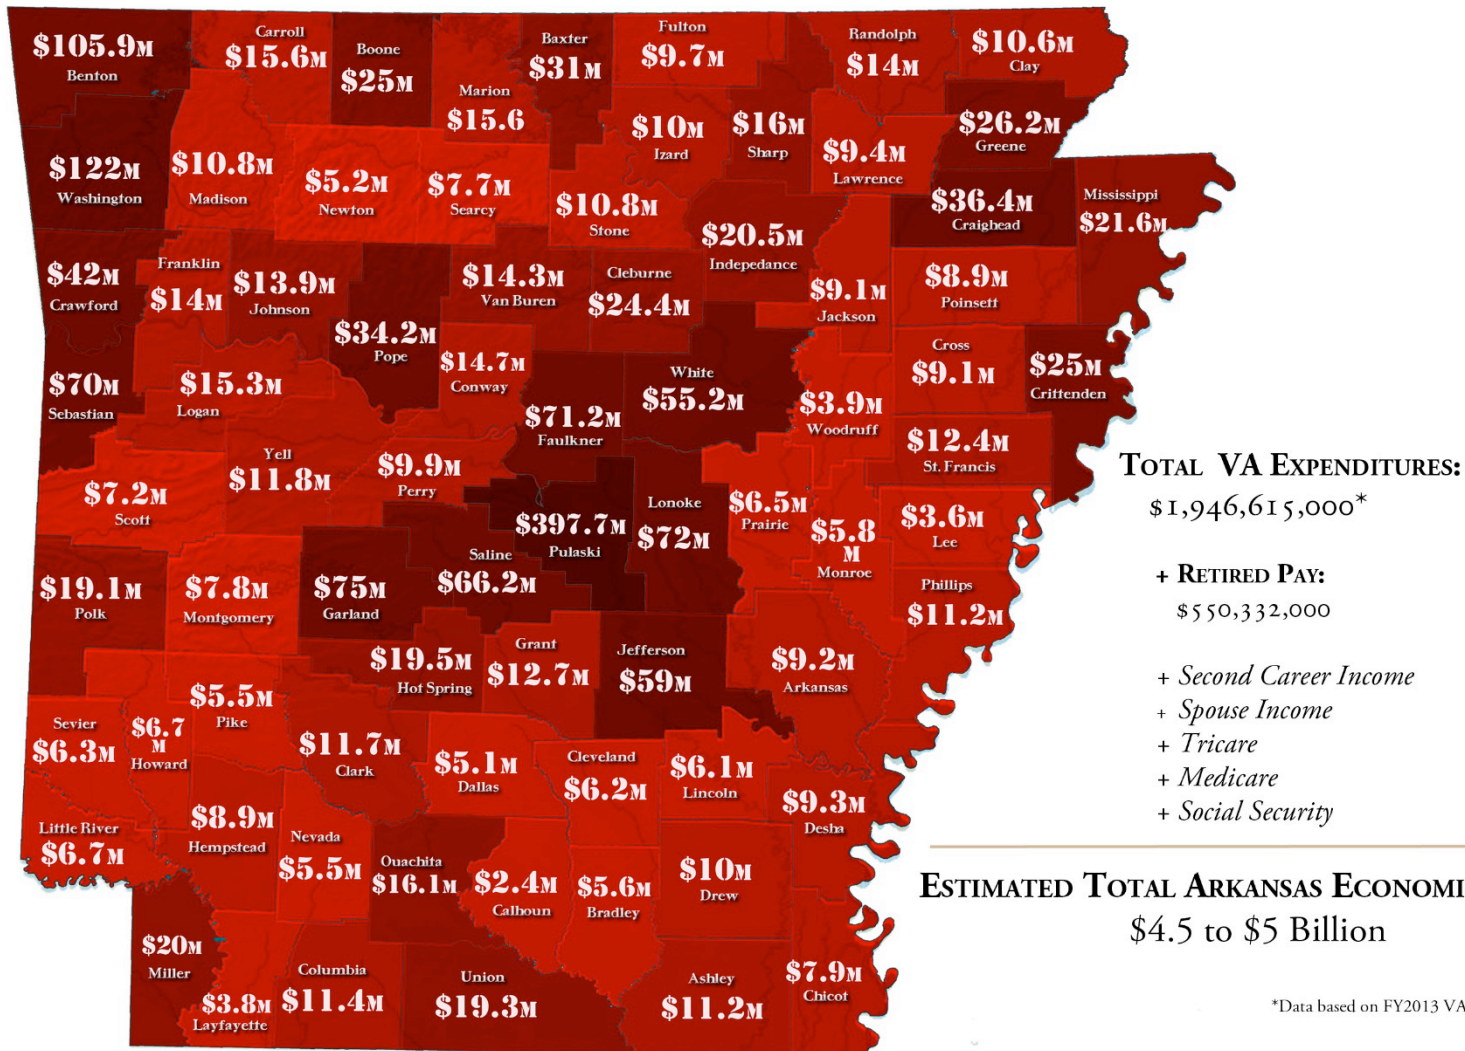 $105.9M
Benton
Carroll
$15.6M
Boone
$25M
Marion
$15.6
Baxter
$31M
Fulton
$9.7M
Randolph
$14M
$10.6M
Clay
$122M
Washington
$10.8M
Madison
$5.2M
Newton
$7.7M
Searcy
$10.8M
Stone
$10M
Izard
$16M
Sharp
$9.4M
Lawrence
$26.2M
Greene
$36.4M
Craighead
Mississippi
$21.6M
$42M
Crawford
Franklin
$14M
$13.9M
Johnson
$34.2M
Pope
$14.3M
Van Buren
Cleburne
$24.4M
$20.5M
Indepedance
$9.1M
Jackson
$8.9M
Poinsett
$70M
Sebastian
$15.3M
Logan
$14.7M
Conway
$71.2M
Faulkner
White
$55.2M
$3.9M
Woodruff
Cross
$9.1M
$25M
Crittenden
$12.4M
St. Francis
$7.2M
Scott
Yell
$11.8M
$9.9M
Perry
$397.7M
Pulaski
Lonoke
$72M
$6.5M
Prairie
$5.8
M
Monroe
$3.6M
Lee
Phillips
$11.2M
$19.1M
Polk
$7.8M
Montgomery
$75M
Garland
Saline
$66.2M
$19.5M
Hot Spring
Grant
$12.7M
Jefferson
$59M
$9.2M
Arkansas
Sevier
$6.3M
$6.7
M
Howard
$5.5M
Pike
$11.7M
Clark
$5.1M
Dallas
Cleveland
$6.2M
$6.1M
Lincoln
$9.3M
Desha
Little River
$6.7M
$8.9M
Hempstead
Nevada
$5.5M
Ouachita
$16.1M
$2.4M
Calhoun
$5.6M
Bradley
$10M
Drew
$20M
Miller
$3.8M
Layfayette
Columbia
$11.4M
Union
$19.3M
Ashley
$11.2M
$7.9M
Chicot
TOTAL VA EXPENDITURES:
$1,946,615,000*
+ RETIRED PAY:
$550,332,000
+ Second Career Income
+ Spouse Income
+ Tricare
+ Medicare
+ Social Security
ESTIMATED TOTAL ARKANSAS ECONOMI
$4.5 to $5 Billion
*Data based on FY2013 VA